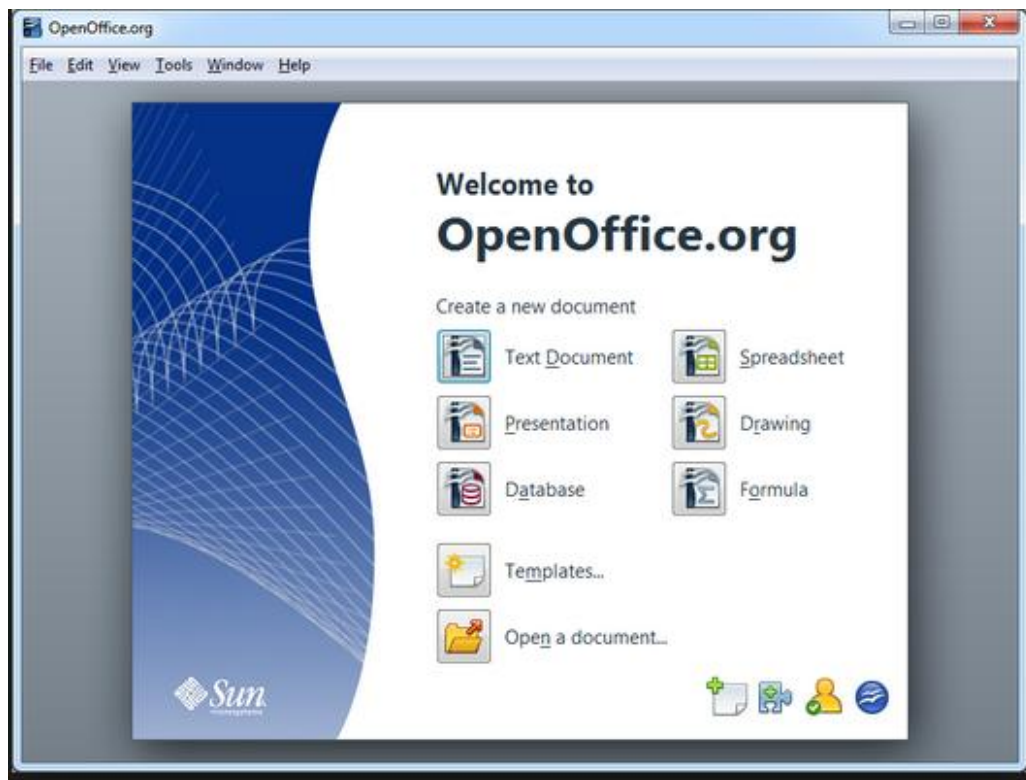 OpenOffice.org
File Edit View Tools Window Help
Welcome to
OpenOffice.org
Create a new document
Text Document
Spreadsheet
Presentation
Drawing
Database
Formula
Templates...
Open a document...
Sun
microsystems